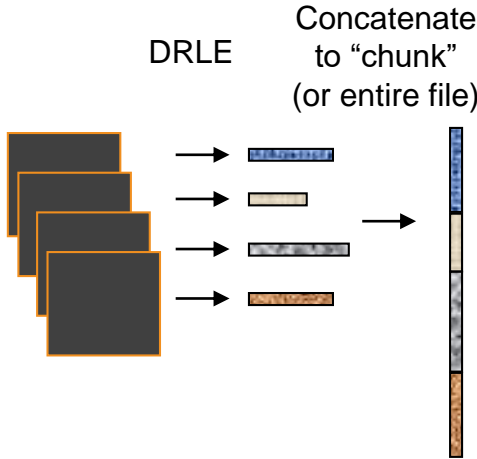 DRLE
Concatenate
to “chunk”
(or entire file)